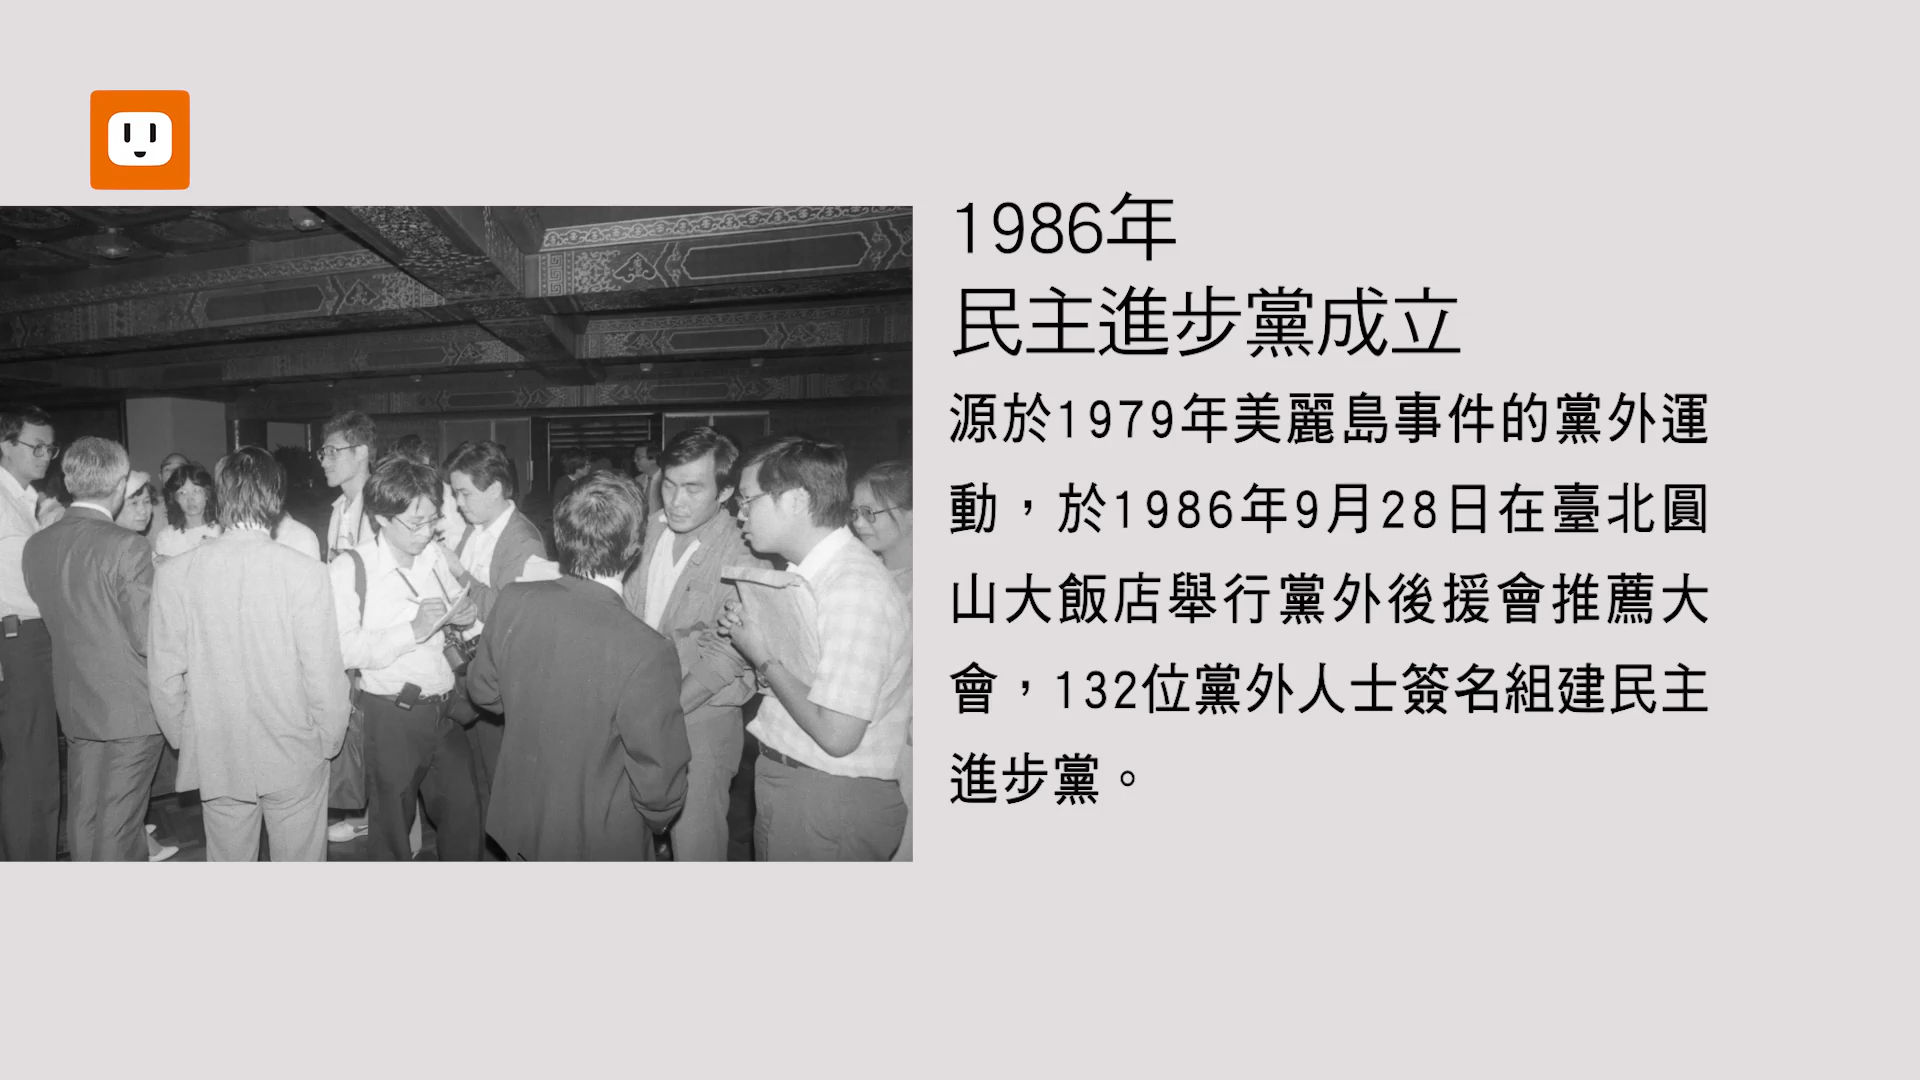 1986年
民主進步黨成立
源於1979年美麗島事件的黨外運
動，於1986年9月28日在臺北圓
山大飯店舉行黨外後援會推薦大
會，132位黨外人士簽名組建民主
進步黨。